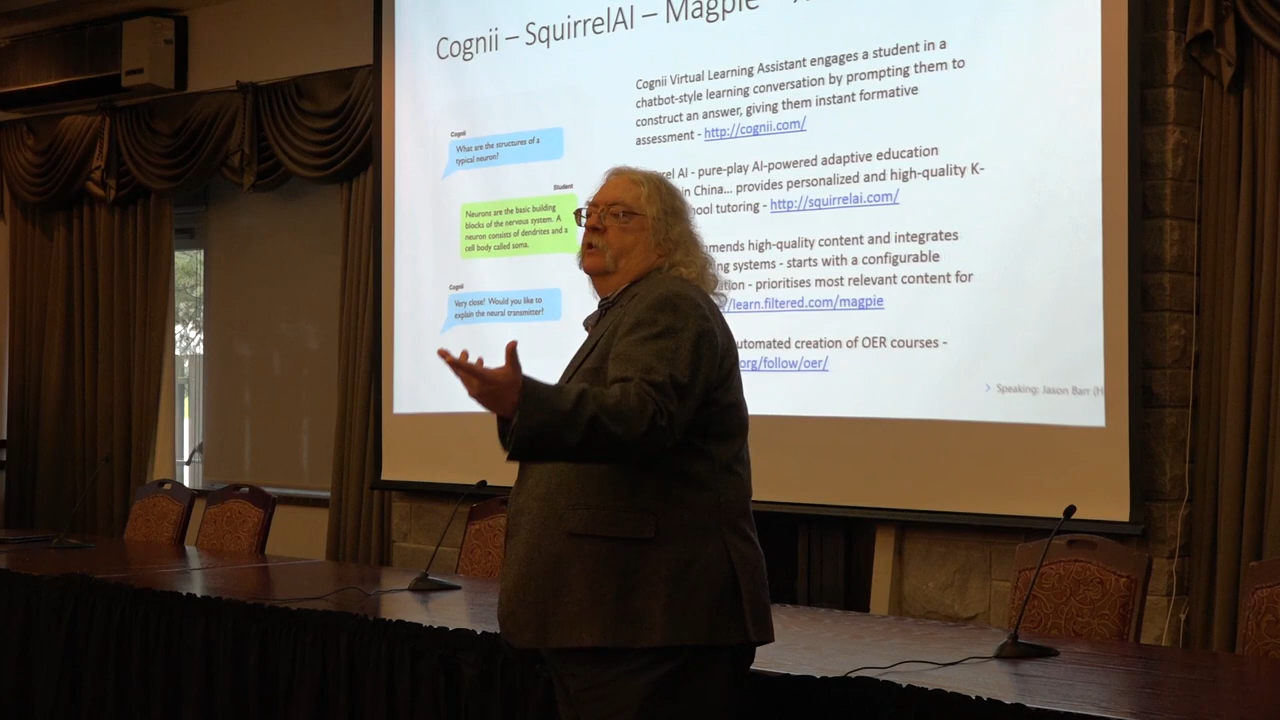 Cognii – SquirrelAI – Magpie –
Cognii
What are the structures of a
typical neuron?
Student
Neurons are the basic building
blocks of the nervous system. A
neuron consists of dendrites and a
cell body called soma.
Cognii
Very close! Would you like to
explain the neural transmitter?
Cognii Virtual Learning Assistant engages a student in a
chatbot-style learning conversation by prompting them to
construct an answer, giving them instant formative
assessment - http://cognii.com/
rel AI - pure-play AI-powered adaptive education
in China... provides personalized and high-quality K-
ool tutoring - http://squirrelai.com/
mends high-quality content and integrates
ng systems - starts with a configurable
ation - prioritises most relevant content for
/learn.filtered.com/magpie
utomated creation of OER courses -
org/follow/oer/
Speaking: Jaxon Barr (H